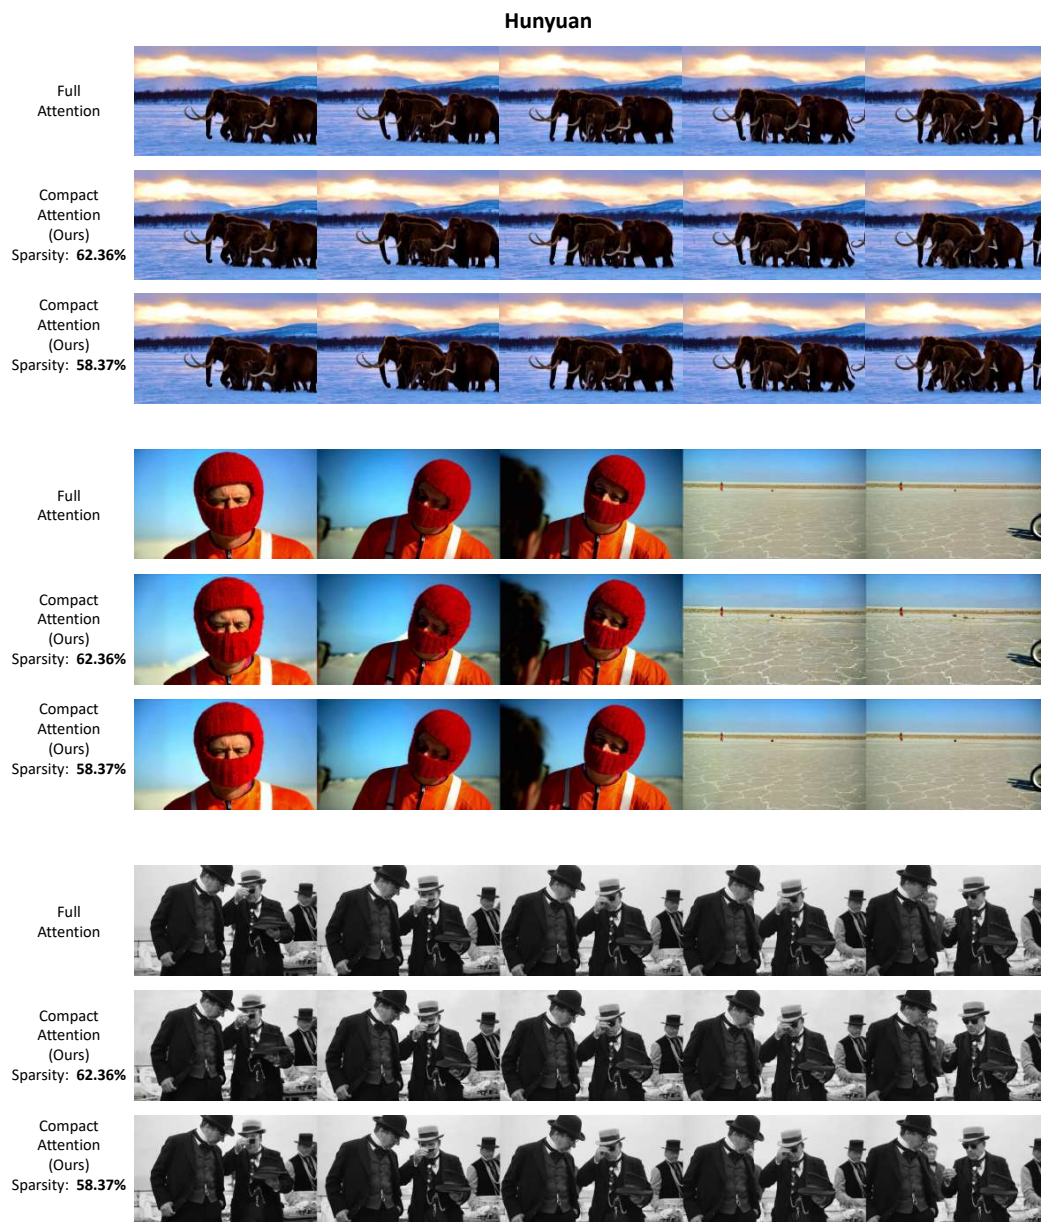 Hunyuan
Full
Attention
Compact
Attention
(Ours)
Sparsity: 62.36%
Compact
Attention
(Ours)
Sparsity: 58.37%
Full
Attention
Compact
Attention
(Ours)
Sparsity: 62.36%
Compact
Attention
(Ours)
Sparsity: 58.37%
Full
Attention
Compact
Attention
(Ours)
Sparsity: 62.36%
Compact
Attention
(Ours)
Sparsity: 58.37%